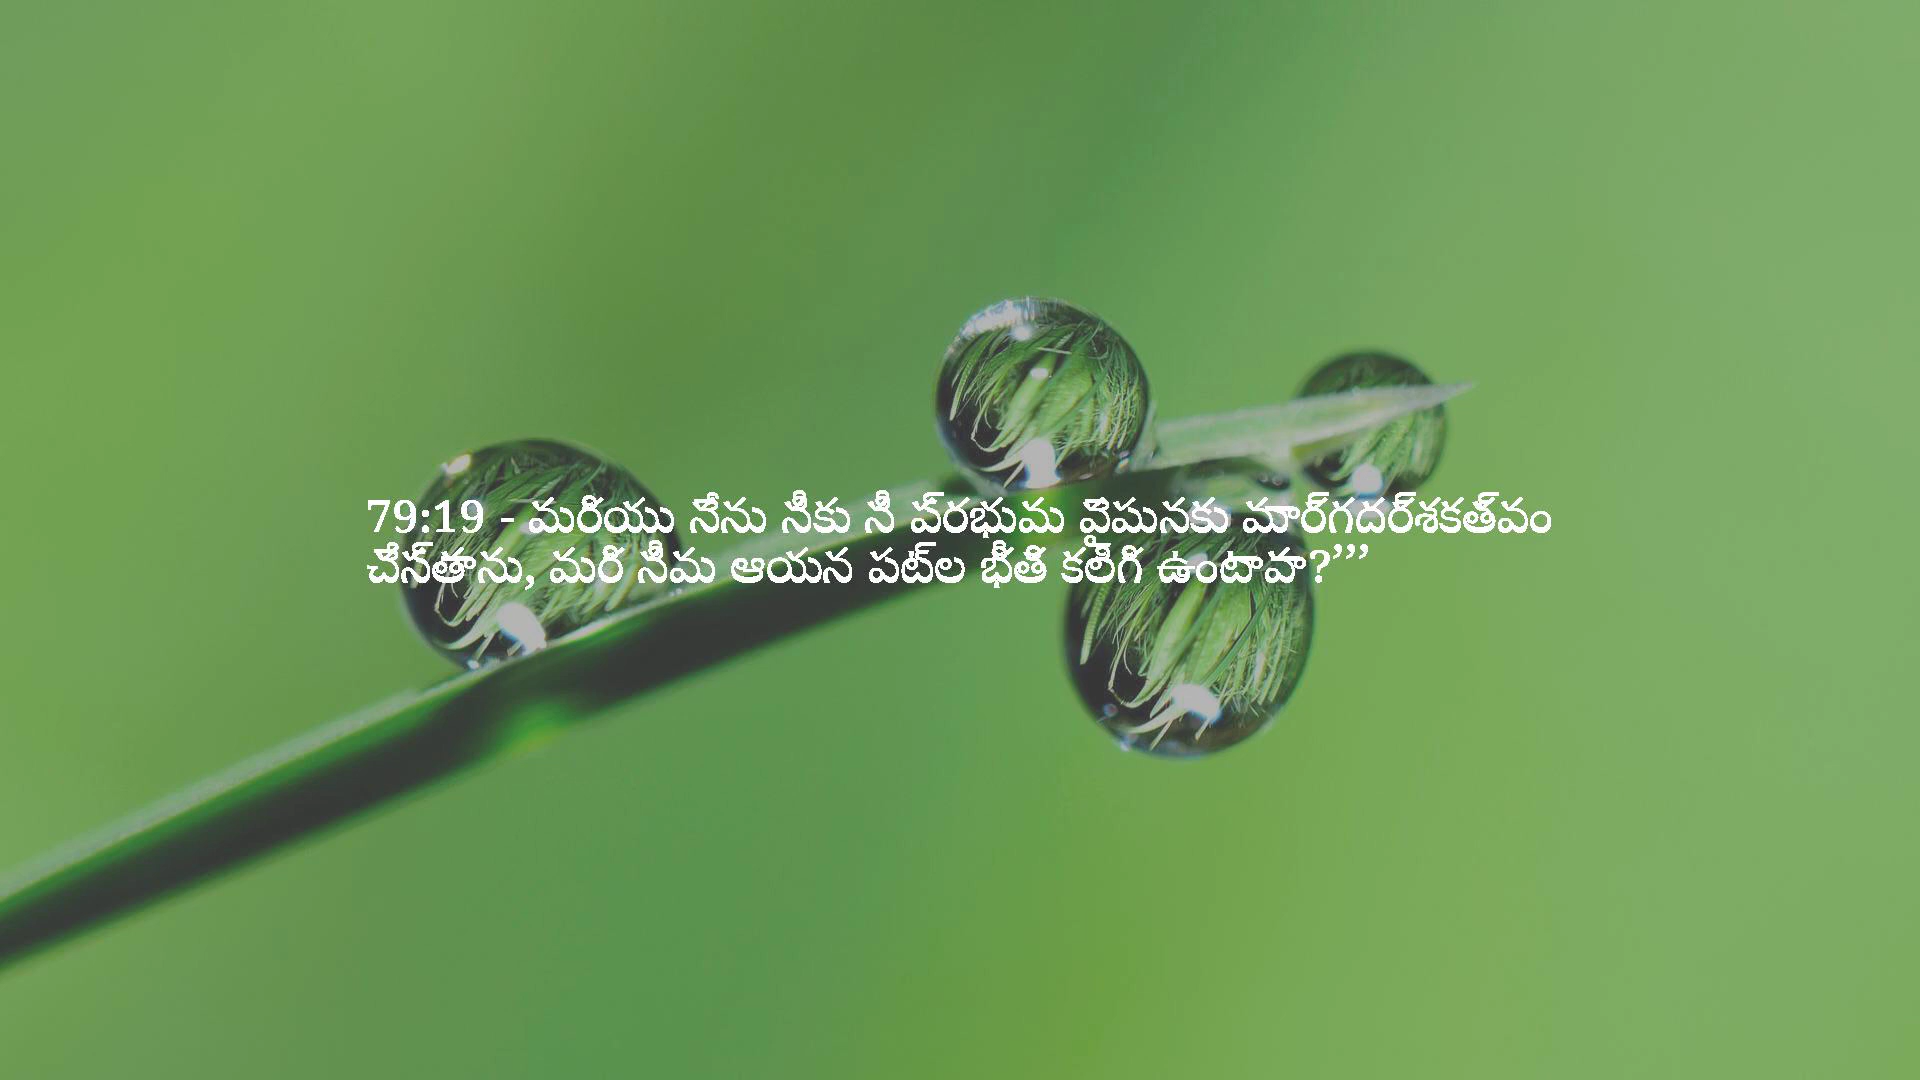 79:19 - మరియు నేను నీకు నీ ప్రభువు వైపునకు మార్గదర్శకత్వం
చేస్తాను, మరి నీవు ఆయన పట్ల భీతి కలిగి ఉంటావా?’’’